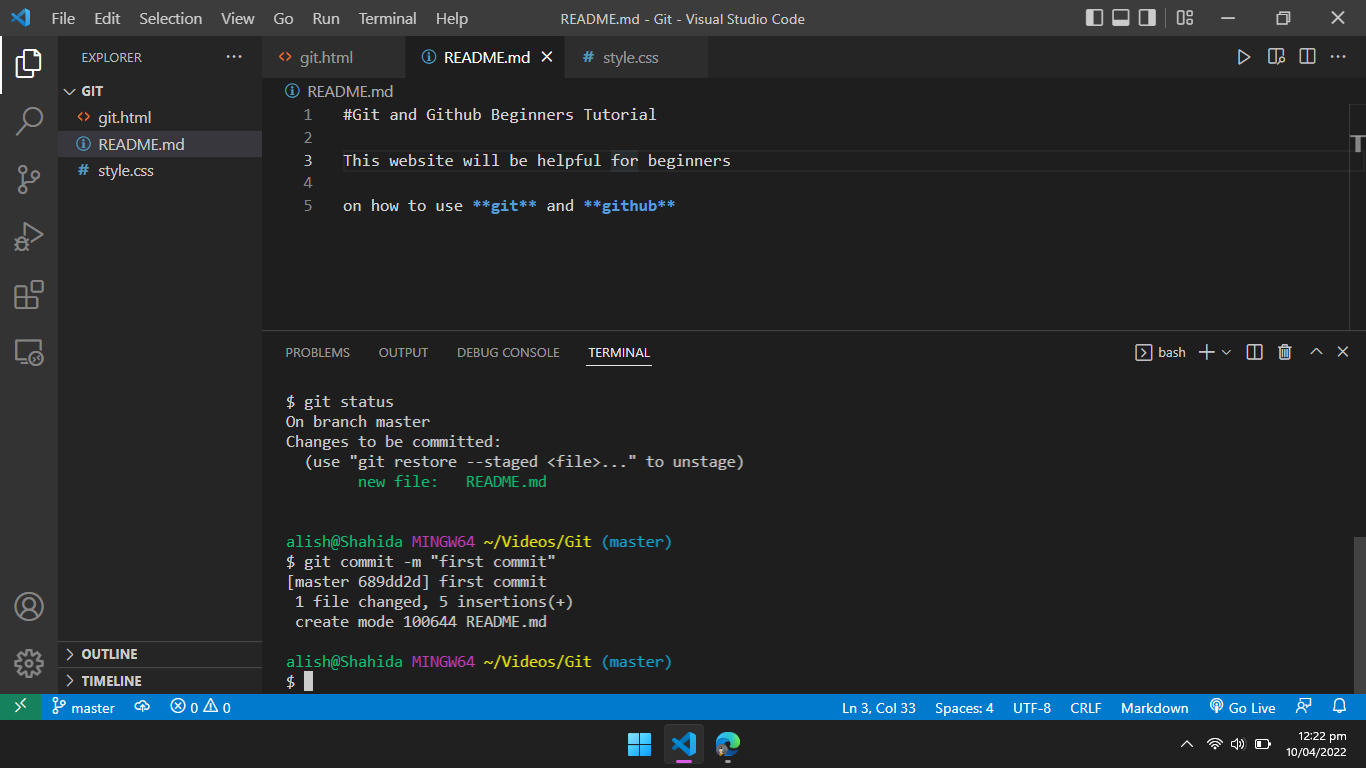 File Edit Selection View Go Run Terminal Help README.md - Git - Visual Studio Code
EXPLORER ···
git.html README.md style.css
GIT
git.html
README.md
style.css
OUTLINE
TIMELINE
README.md
1 #Git and Github Beginners Tutorial
2
3 This website will be helpful for beginners
4
5 on how to use **git** and **github**
PROBLEMS OUTPUT DEBUG CONSOLE TERMINAL bash
$ git status
On branch master
Changes to be committed:
(use "git restore --staged <file>..." to unstage)
new file: README.md
alish@Shahida MINGW64 ~/Videos/Git (master)
$ git commit -m "first commit"
[master 689dd2d] first commit
1 file changed, 5 insertions(+)
create mode 100644 README.md
alish@Shahida MINGW64 ~/Videos/Git (master)
$
master 0 0 Ln 3, Col 33 Spaces: 4 UTF-8 CRLF Markdown Go Live
12:22 pm
10/04/2022